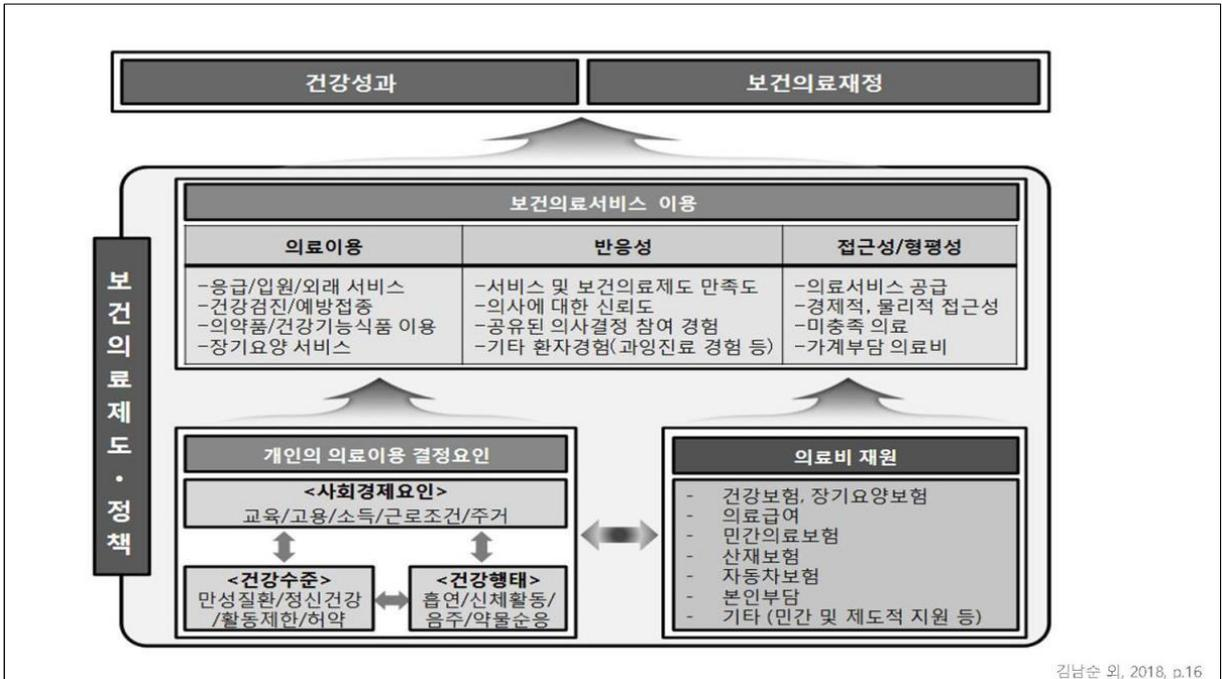 건강성과
보건의료재정
보건의료제도·정책
보건의료서비스 이용
의료이용
-응급/입원/외래 서비스
-건강검진/예방접종
-의약품/건강기능식품 이용
-장기요양 서비스
반응성
-서비스 및 보건의료제도 만족도
-의사에 대한 신뢰도
-공유된 의사결정 참여 경험
-기타 환자경험(과잉진료 경험 등)
접근성/형평성
-의료서비스 공급
-경제적, 물리적 접근성
-미충족 의료
-가계부담 의료비
개인의 의료이용 결정요인
<사회경제요인>
교육/고용/소득/근로조건/주거
<건강수준>
만성질환/정신건강
/활동제한/허약
<건강행태>
흡연/신체활동/
음주/약물순응
의료비 재원
- 건강보험, 장기요양보험
- 의료급여
- 민간의료보험
- 산재보험
- 자동차보험
- 본인부담
- 기타 (민간 및 제도적 지원 등)
김남순 외, 2018, p.16